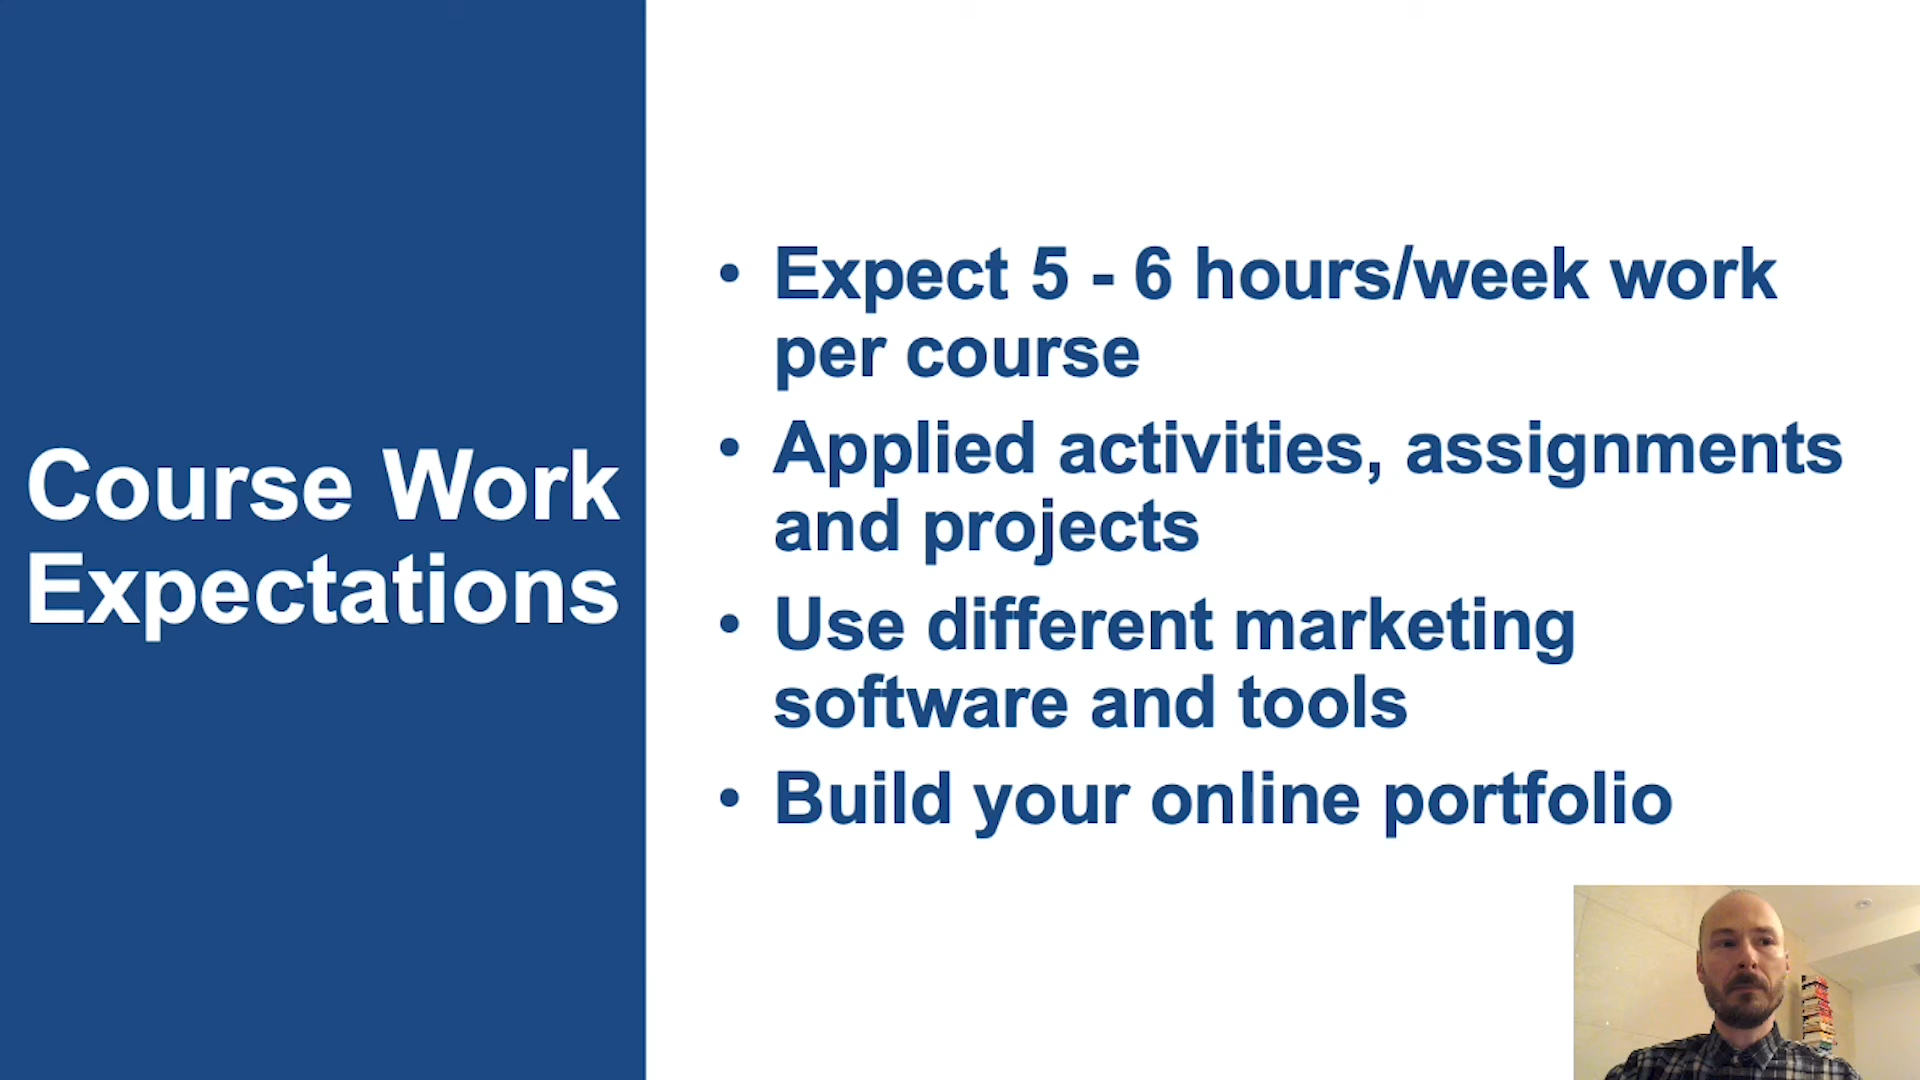 Course Work
Expectations
• Expect 5 - 6 hours/week work
per course
• Applied activities, assignments
and projects
• Use different marketing
software and tools
• Build your online portfolio